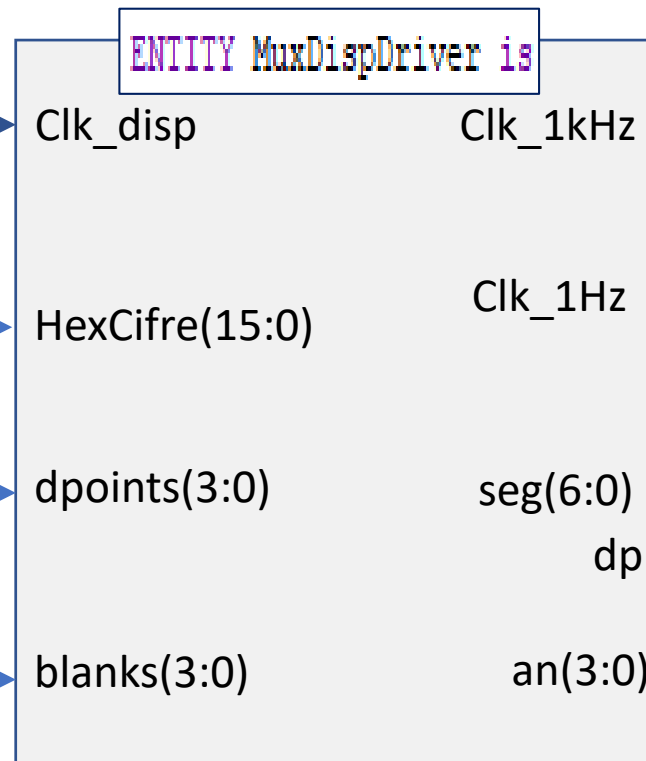 ENTITY MuxDispDriver is
Clk_disp
Clk_1kHz
Clk_1Hz
HexCifre(15:0)
dpoints(3:0)
seg(6:0)
dp
blanks(3:0)
an(3:0)